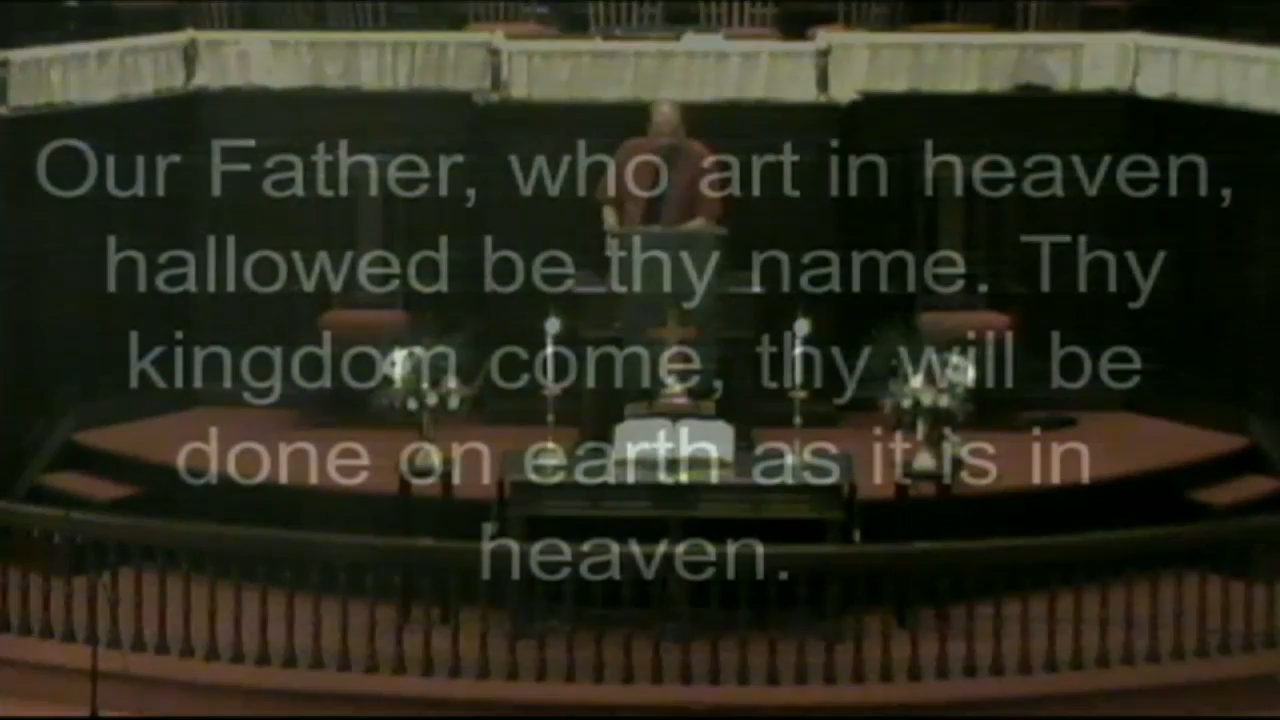 Our Father, who art in heaven,
hallowed be thy name. Thy
kingdom come, thy will be
done on earth as it is in
heaven.